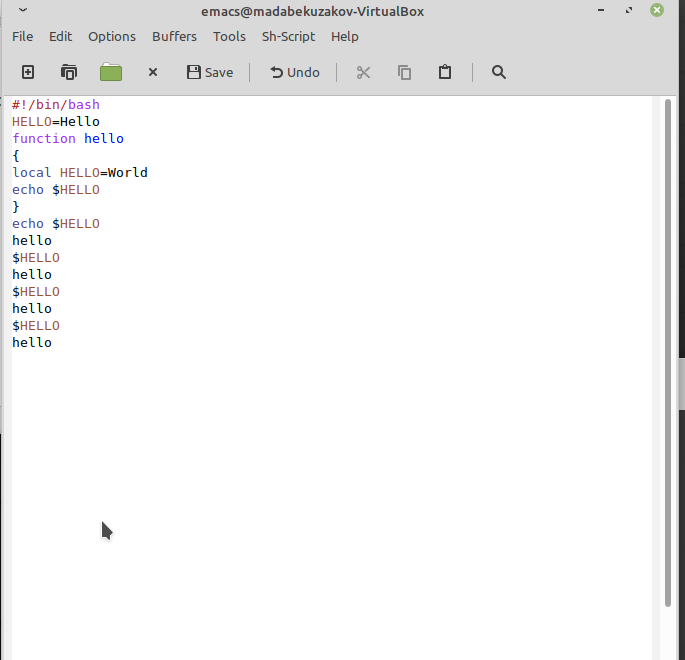 emacs@madabekuzakov-VirtualBox
File Edit Options Buffers Tools Sh-Script Help
Save Undo
#!/bin/bash
HELLO=Hello
function hello
{
local HELLO=World
echo $HELLO
}
echo $HELLO
hello
$HELLO
hello
$HELLO
hello
$HELLO
hello